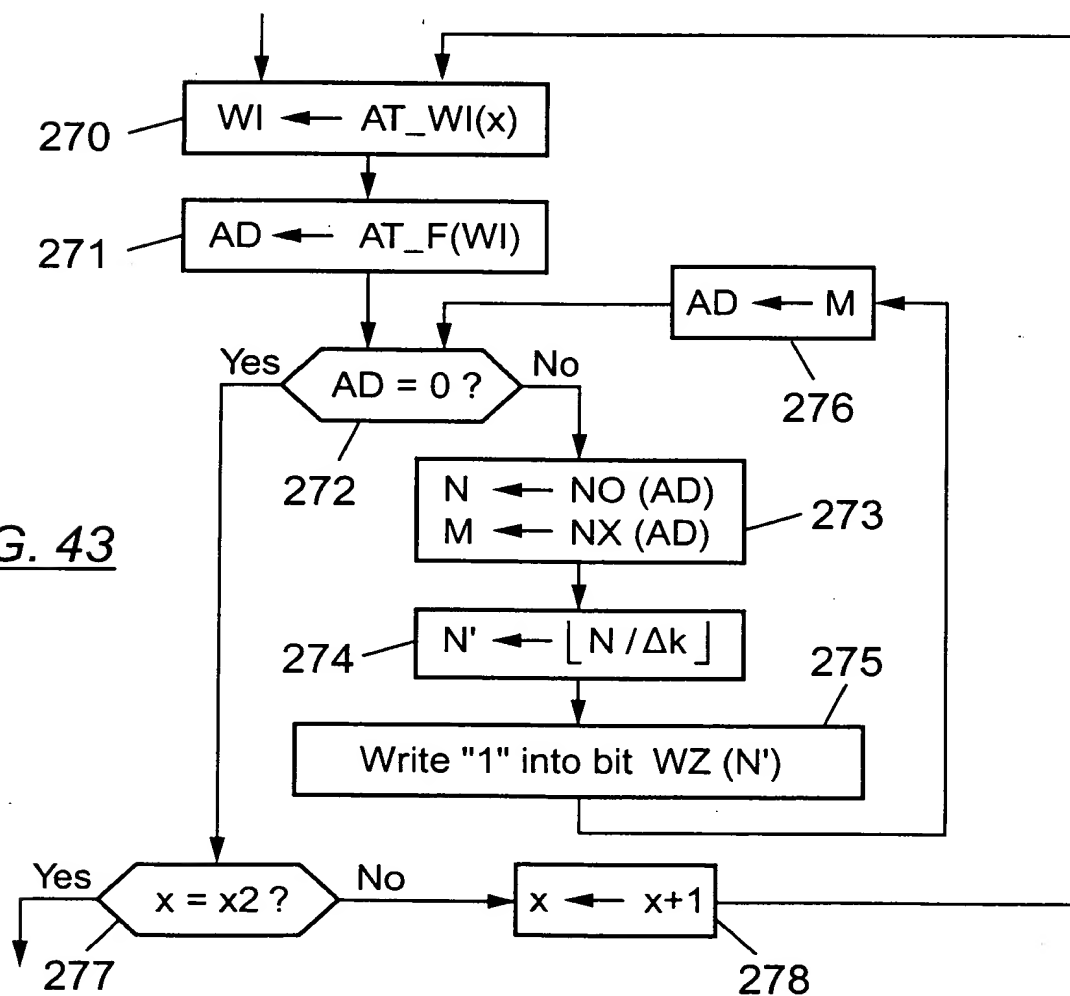 WI ← AT_WI(x)
270
AD ← AT_F(WI)
271
AD ← M
276
Yes
AD = 0 ?
No
272
N ← NO (AD)
M ← NX (AD)
273
G. 43
N' ← ⌊ N / Δk ⌋
274
275
Write "1" into bit WZ (N')
Yes
x = x2 ?
No
x ← x+1
277
278